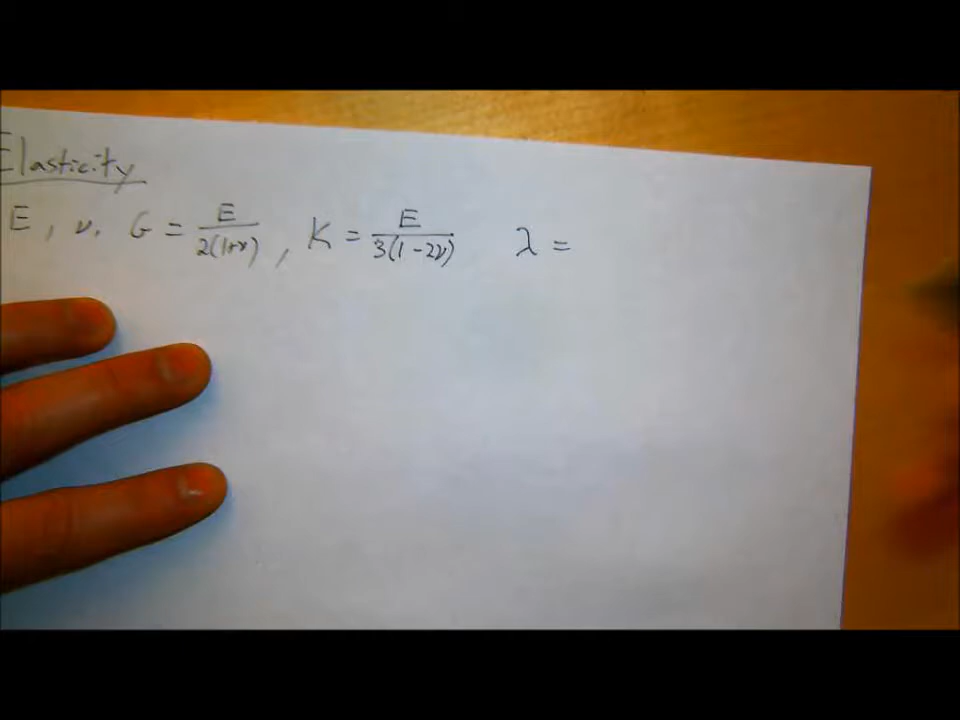 Elasticity
E, ν, G = E/2(1+ν), K = E/3(1-2ν) λ =